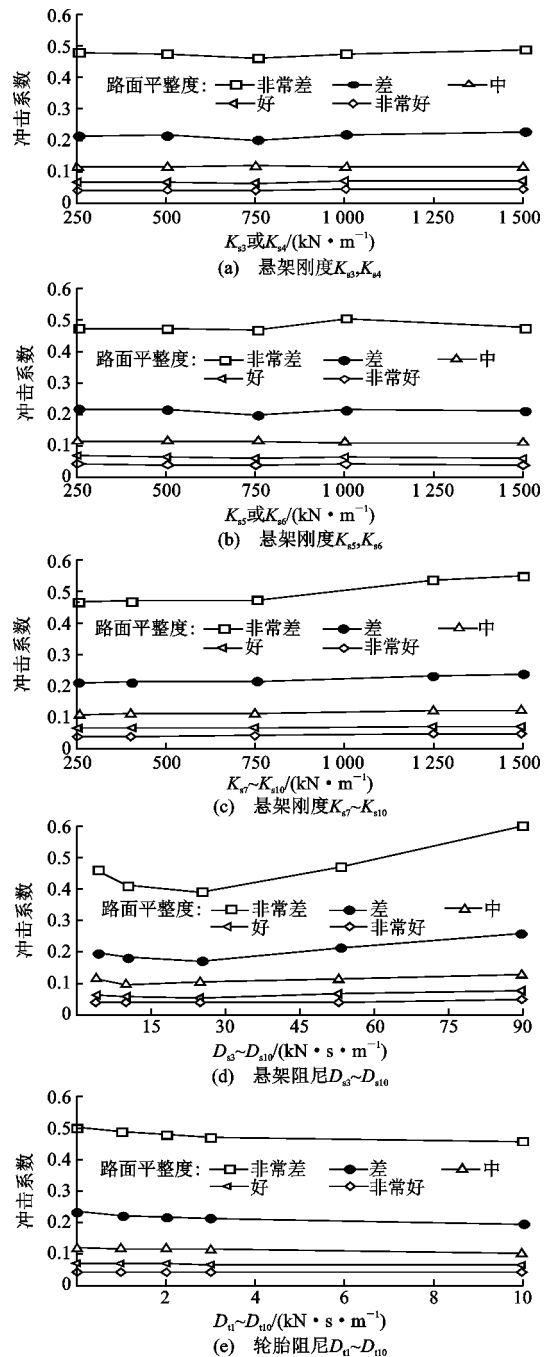 0.6
0.5
0.4
0.3
0.2
0.1
0
冲击系数
路面平整度: 非常差 差 中
好 非常好
250 500 750 1 000 1 250 1 500
K_s3或K_s4/(kN·m⁻¹)
(a) 悬架刚度K_s3,K_s4
0.6
0.5
0.4
0.3
0.2
0.1
0
冲击系数
路面平整度: 非常差 差 中
好 非常好
250 500 750 1 000 1 250 1 500
K_s5或K_s6/(kN·m⁻¹)
(b) 悬架刚度K_s5,K_s6
0.6
0.5
0.4
0.3
0.2
0.1
0
冲击系数
路面平整度: 非常差 差 中
好 非常好
250 500 750 1 000 1 250 1 500
K_s7~K_s10/(kN·m⁻¹)
(c) 悬架刚度K_s7~K_s10
0.6
0.5
0.4
0.3
0.2
0.1
0
冲击系数
路面平整度: 非常差 差 中
好 非常好
15 30 45 60 75 90
D_s3~D_s10/(kN·s·m⁻¹)
(d) 悬架阻尼D_s3~D_s10
0.6
0.5
0.4
0.3
0.2
0.1
0
冲击系数
路面平整度: 非常差 差 中
好 非常好
2 4 6 8 10
D_t1~D_t10/(kN·s·m⁻¹)
(e) 轮胎阻尼D_t1~D_t10